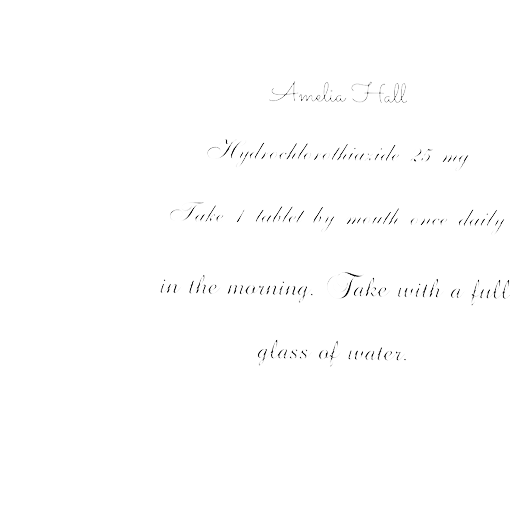 Amelia Hall
Hydrochlorothiazide 25 mg
Take 1 tablet by mouth once daily
in the morning. Take with a full
glass of water.